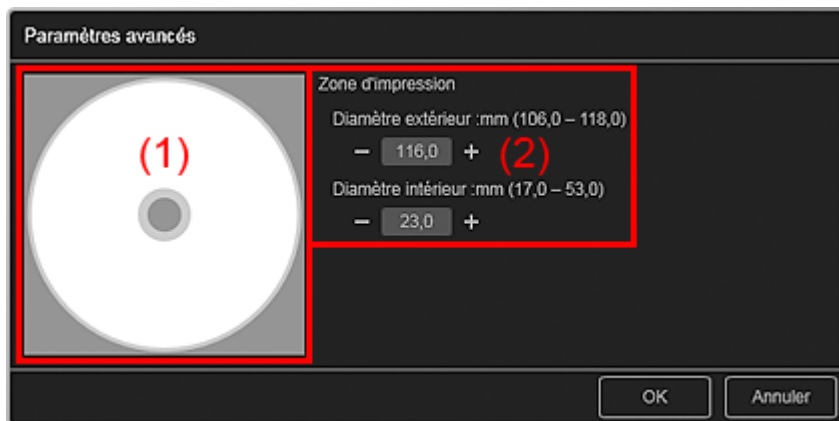 Paramètres avancés
(1)
Zone d'impression
Diamètre extérieur :mm (106,0 – 118,0)
− 116,0 + (2)
Diamètre intérieur :mm (17,0 – 53,0)
− 23,0 +
OK Annuler